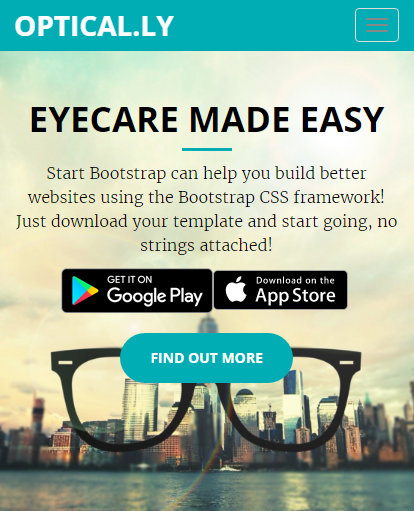 OPTICAL.LY
EYECARE MADE EASY
Start Bootstrap can help you build better
websites using the Bootstrap CSS framework!
Just download your template and start going, no
strings attached!
GET IT ON
Google Play
Download on the
App Store
FIND OUT MORE